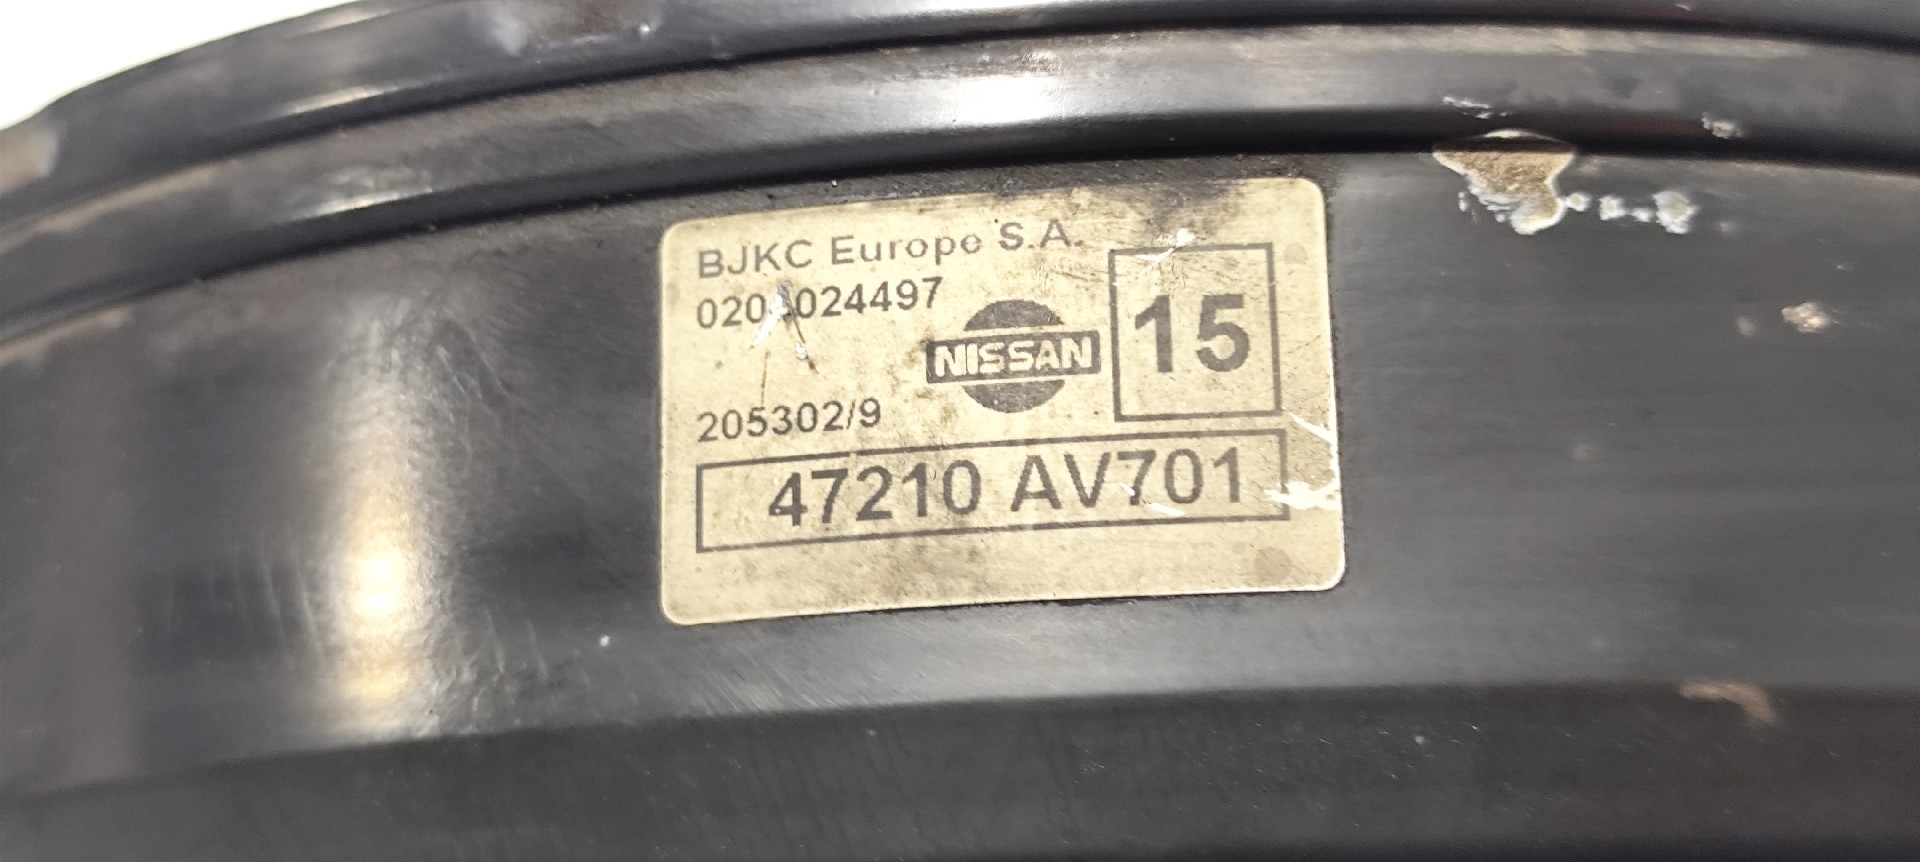 BJKC Europe S.A.
15
205302/9
NISSAN
47210 AV701